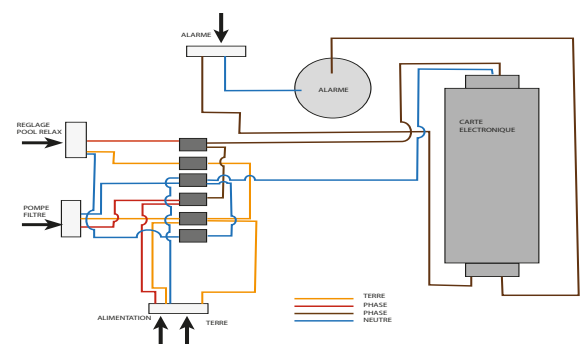 ALARME
ALARME
CARTE
ELECTRONIQUE
REGLAGE
POOL RELAX
POMPE
FILTRE
ALIMENTATION
TERRE
TERRE
PHASE
PHASE
NEUTRE